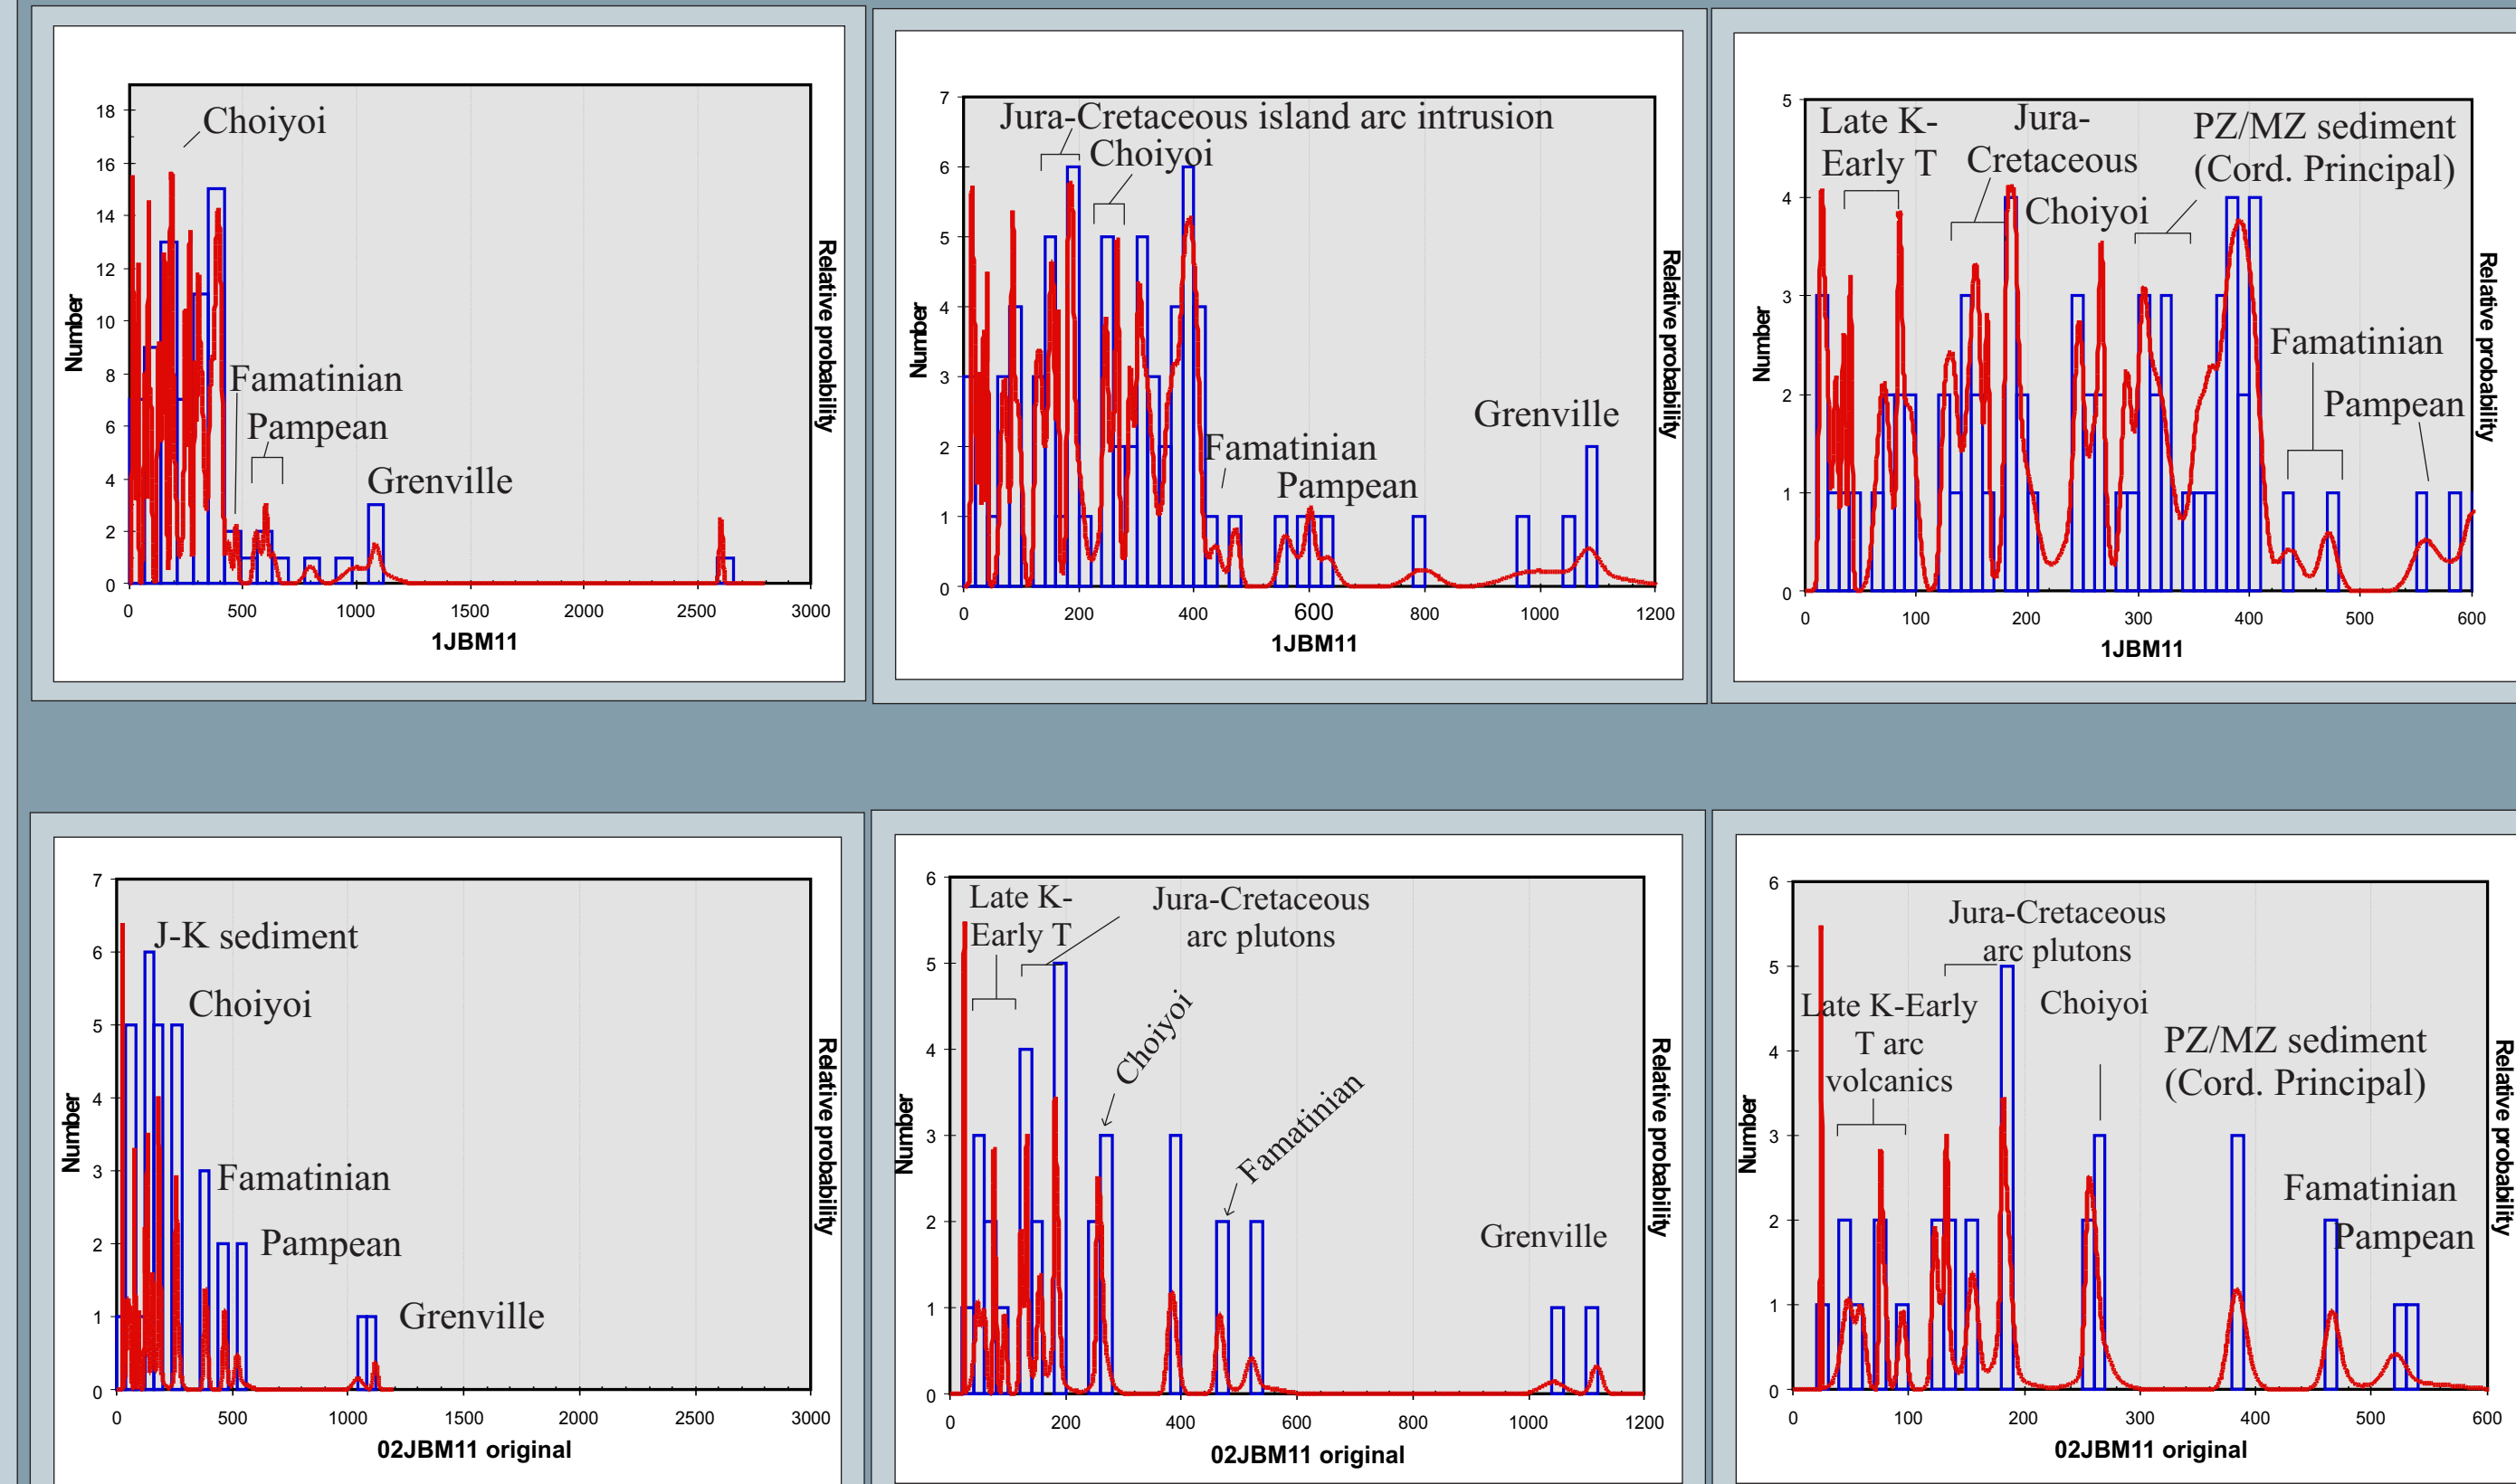 Choiyoi
Famatinian
Pampean
Grenville
18
16
14
12
10
8
6
4
2
0
Number
Relative probability
0 500 1000 1500 2000 2500 3000
1JBM11
Jura-Cretaceous island arc intrusion
Choiyoi
Famatinian
Pampean
Grenville
7
6
5
4
3
2
1
0
Number
Relative probability
0 200 400 600 800 1000 1200
1JBM11
Late K-
Early T
Jura-
Cretaceous
Choiyoi
PZ/MZ sediment
(Cord. Principal)
Famatinian
Pampean
5
4
3
2
1
0
Number
Relative probability
0 100 200 300 400 500 600
1JBM11
J-K sediment
Choiyoi
Famatinian
Pampean
Grenville
7
6
5
4
3
2
1
0
Number
Relative probability
0 500 1000 1500 2000 2500 3000
02JBM11 original
Late K-
Early T
Jura-Cretaceous
arc plutons
Choiyoi
Famatinian
Grenville
6
5
4
3
2
1
0
Number
Relative probability
0 200 400 600 800 1000 1200
02JBM11 original
Jura-Cretaceous
arc plutons
Late K-Early
T arc
volcanics
Choiyoi
PZ/MZ sediment
(Cord. Principal)
Famatinian
Pampean
6
5
4
3
2
1
0
Number
Relative probability
0 100 200 300 400 500 600
02JBM11 original